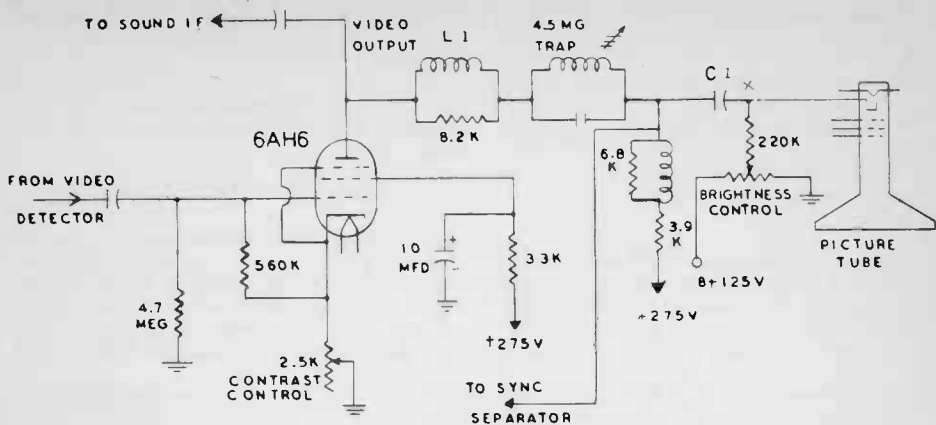 TO SOUND IF
VIDEO
OUTPUT
L I
4.5 MG
TRAP
C I
X
8.2 K
6AH6
220K
6.8
K
FROM VIDEO
DETECTOR
BRIGHTNESS
CONTROL
3.9
K
PICTURE
TUBE
10
MFD
+
560K
3.3K
B+125V
4.7
MEG
+275V
+275V
2.5K
CONTRAST
CONTROL
TO SYNC
SEPARATOR